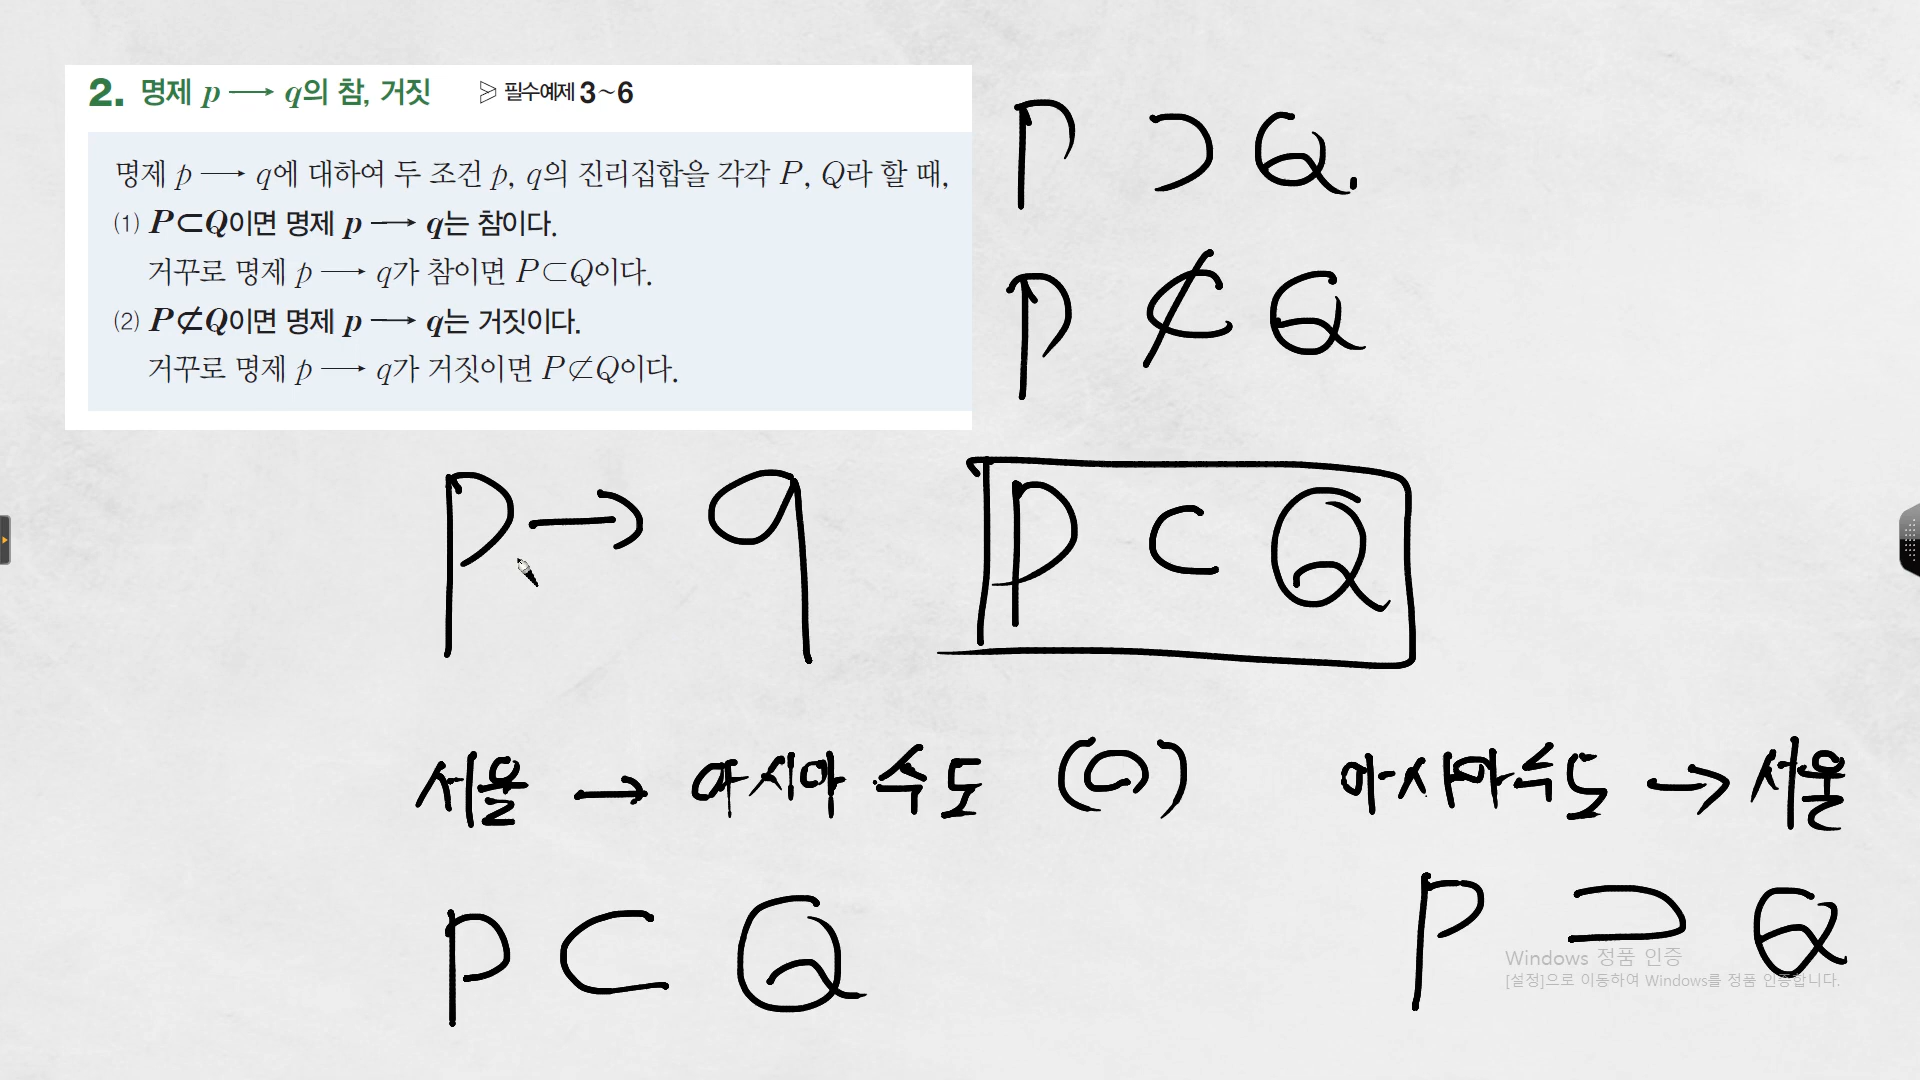 2. 명제 p → q의 참, 거짓 ≫ 필수예제 3~6
명제 p → q에 대하여 두 조건 p, q의 진리집합을 각각 P, Q라 할 때,
(1) P⊂Q이면 명제 p → q는 참이다.
거꾸로 명제 p → q가 참이면 P⊂Q이다.
(2) P⊄Q이면 명제 p → q는 거짓이다.
거꾸로 명제 p → q가 거짓이면 P⊄Q이다.
P ⊃ Q.
P ⊄ Q
p → q
P ⊂ Q
서울 → 아시아 수도 (O)
아시아 수도 → 서울
P ⊂ Q
P ⊃ Q
Windows 정품 인증
[설정]으로 이동하여 Windows를 정품 인증합니다.